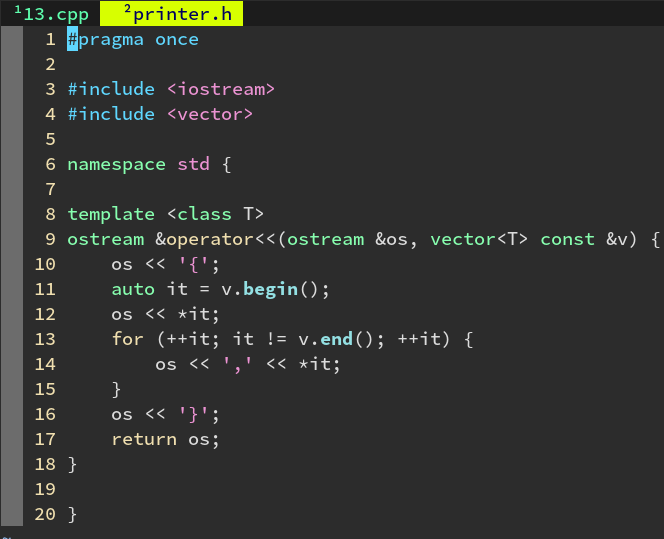 ¹13.cpp ²printer.h
1 #pragma once
2
3 #include <iostream>
4 #include <vector>
5
6 namespace std {
7
8 template <class T>
9 ostream &operator<<(ostream &os, vector<T> const &v) {
10     os << '{';
11     auto it = v.begin();
12     os << *it;
13     for (++it; it != v.end(); ++it) {
14         os << ',' << *it;
15     }
16     os << '}';
17     return os;
18 }
19
20 }
~